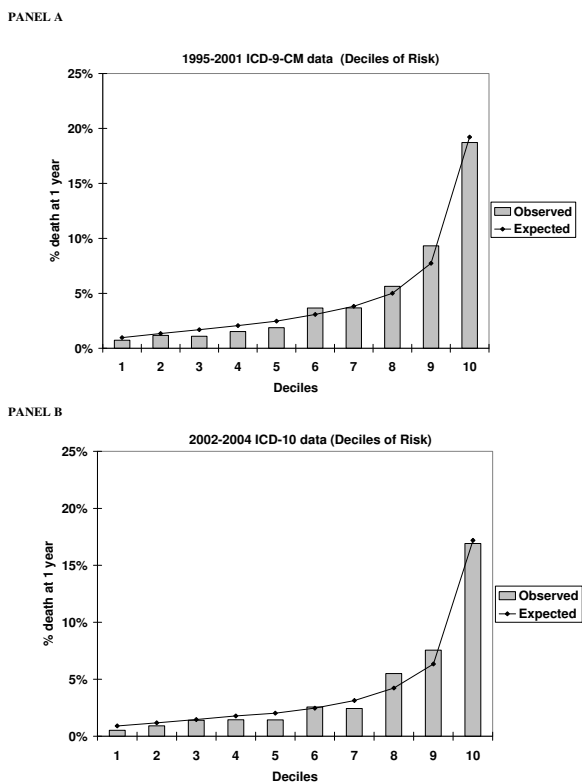 PANEL A
1995-2001 ICD-9-CM data (Deciles of Risk)
25%
20%
15%
10%
5%
0%
% death at 1 year
1 2 3 4 5 6 7 8 9 10
Deciles
Observed
Expected
PANEL B
2002-2004 ICD-10 data (Deciles of Risk)
25%
20%
15%
10%
5%
0%
% death at 1 year
1 2 3 4 5 6 7 8 9 10
Deciles
Observed
Expected